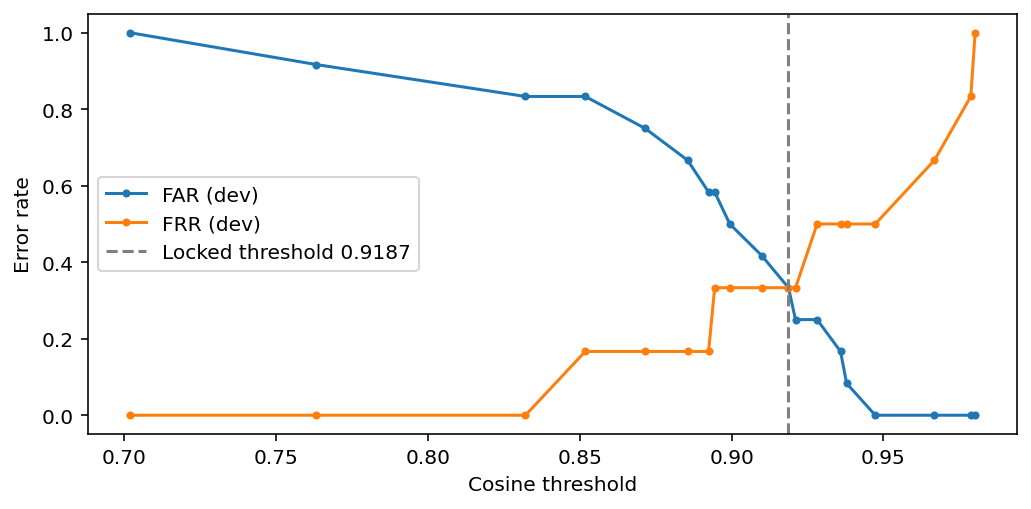 1.0
0.8
0.6
0.4
0.2
0.0
Error rate
FAR (dev)
FRR (dev)
Locked threshold 0.9187
0.70 0.75 0.80 0.85 0.90 0.95
Cosine threshold